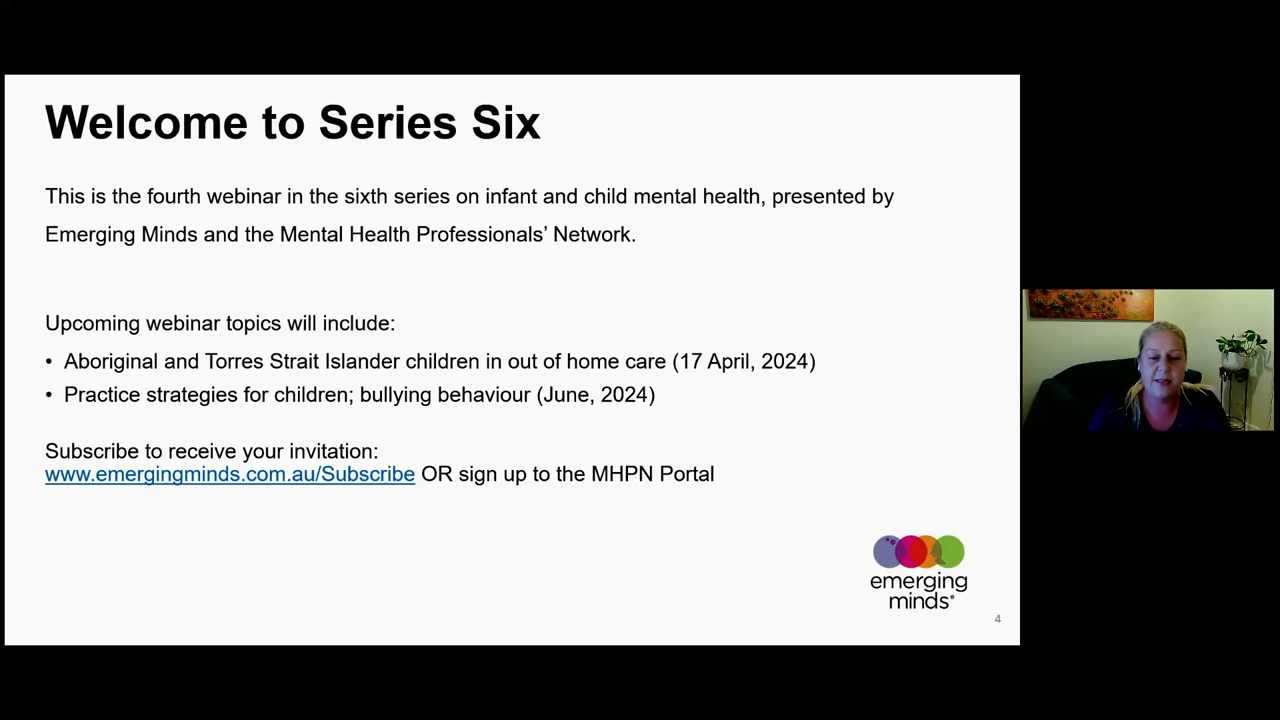 Welcome to Series Six
This is the fourth webinar in the sixth series on infant and child mental health, presented by
Emerging Minds and the Mental Health Professionals’ Network.
Upcoming webinar topics will include:
• Aboriginal and Torres Strait Islander children in out of home care (17 April, 2024)
• Practice strategies for children; bullying behaviour (June, 2024)
Subscribe to receive your invitation:
www.emergingminds.com.au/Subscribe OR sign up to the MHPN Portal
emerging
minds®
4